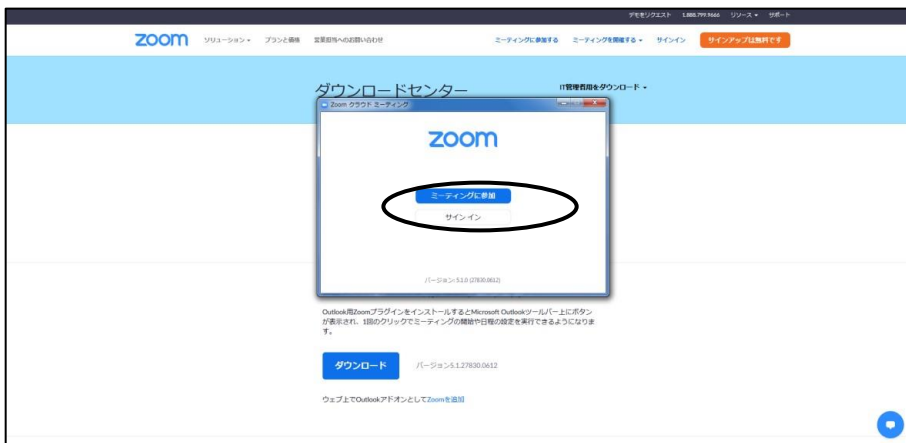 デモをリクエスト 1.888.799.9666 リソース サポート
zoom ソリューション プランと価格 営業担当へのお問い合わせ ミーティングに参加する ミーティングを開催する サインイン サインアップは無料です
ダウンロードセンター IT管理者用をダウンロード
Zoom クラウド ミーティング
zoom
ミーティングに参加
サイン イン
バージョン: 5.1.0 (27830.0612)
Outlook用ZoomプラグインをインストールするとMicrosoft Outlookツールバー上にボタン
が表示され、1回のクリックでミーティングの開始や日程の設定を実行できるようになりま
す。
ダウンロード バージョン5.1.27830.0612
ウェブ上でOutlookアドオンとしてZoomを追加